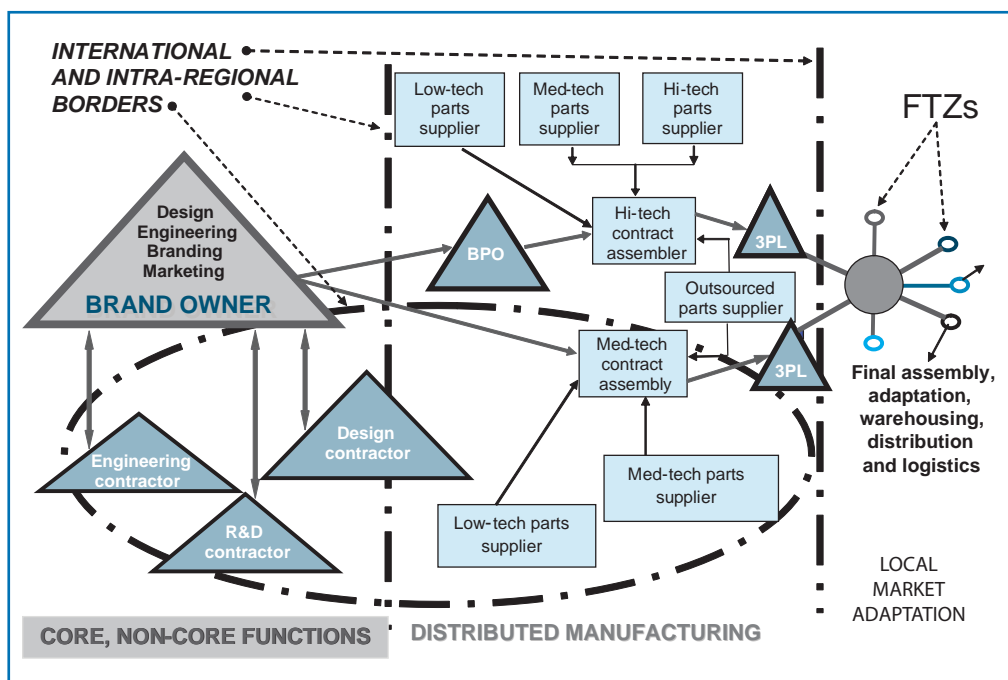 INTERNATIONAL
AND INTRA-REGIONAL
BORDERS
Low-tech
parts
supplier
Med-tech
parts
supplier
Hi-tech
parts
supplier
FTZs
Design
Engineering
Branding
Marketing
BRAND OWNER
BPO
Hi-tech
contract
assembler
3PL
Outsourced
parts supplier
Med-tech
contract
assembly
3PL
Final assembly,
adaptation,
warehousing,
distribution
and logistics
Engineering
contractor
Design
contractor
R&D
contractor
Low-tech parts
supplier
Med-tech parts
supplier
LOCAL
MARKET
ADAPTATION
CORE, NON-CORE FUNCTIONS
DISTRIBUTED MANUFACTURING